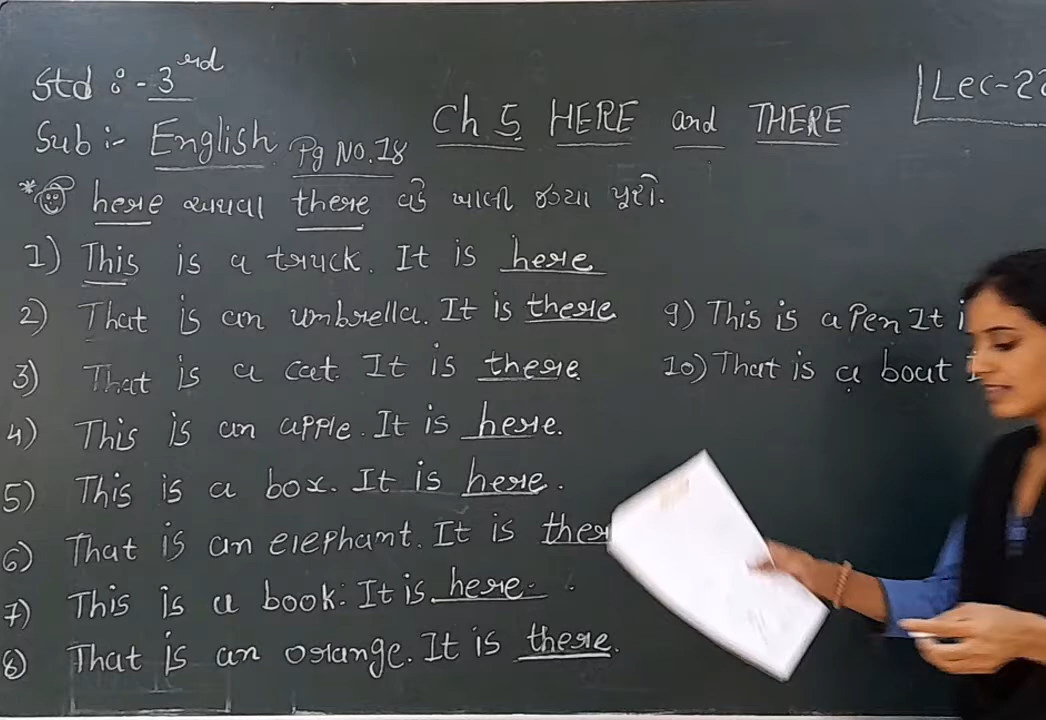 Std :- 3rd
Sub :- English Pg No. 18
Ch 5 HERE and THERE
Lec-22
* here અથવા there વડે ખાલી જગ્યા પૂરો.
1) This is a truck. It is here
2) That is an umbrella. It is there
3) That is a cat. It is there
4) This is an apple. It is here.
5) This is a box. It is here.
6) That is an elephant. It is
7) This is a book. It is here.
8) That is an orange. It is there.
9) This is a Pen It
10) That is a boat